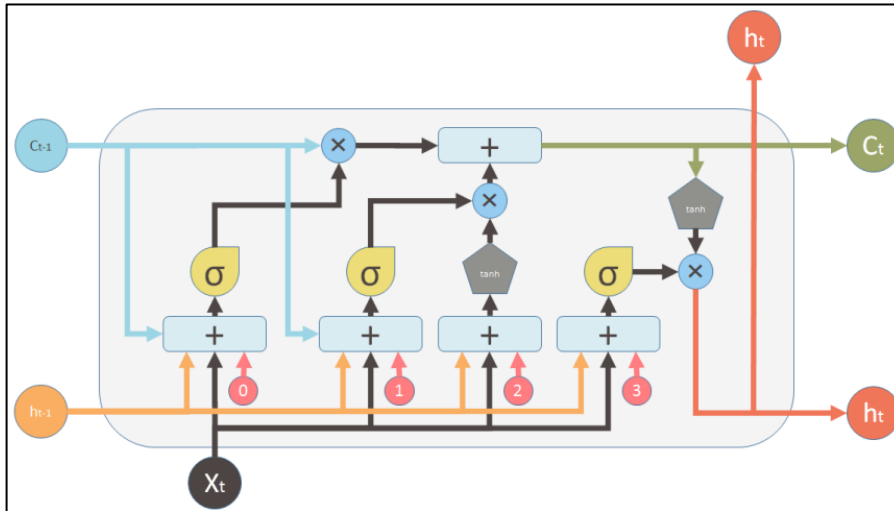 ht
Ct-1
×
+
Ct
tanh
×
σ
σ
tanh
σ
×
+
+
+
+
0
1
2
3
ht-1
ht
Xt